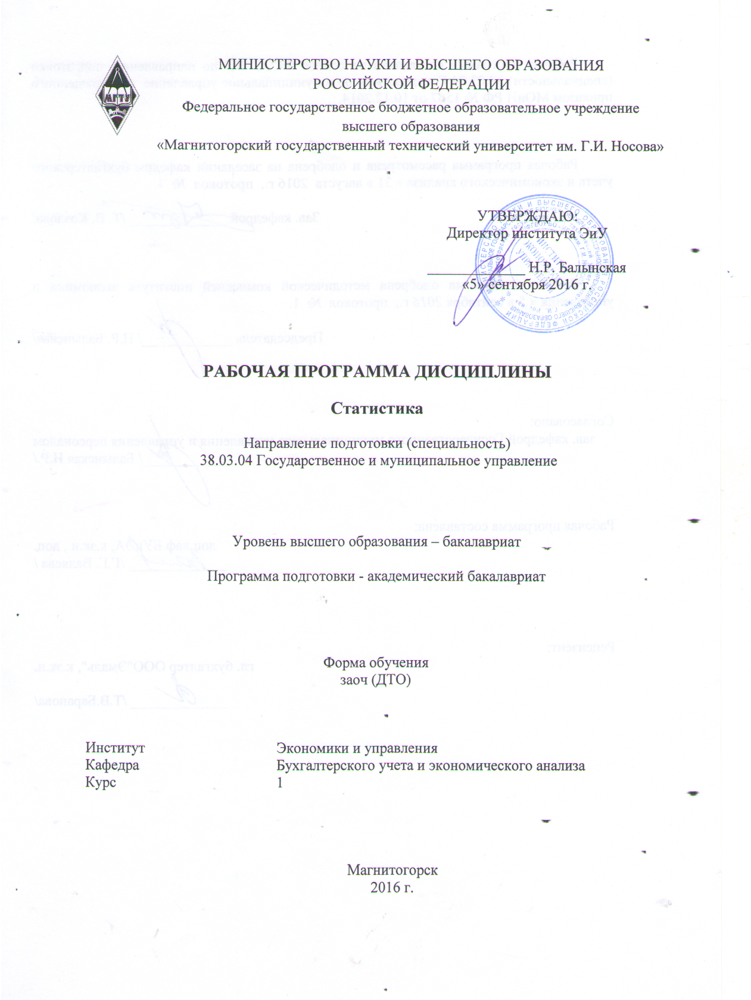 МГТУ
МИНИСТЕРСТВО НАУКИ И ВЫСШЕГО ОБРАЗОВАНИЯ
РОССИЙСКОЙ ФЕДЕРАЦИИ
Федеральное государственное бюджетное образовательное учреждение
высшего образования
«Магнитогорский государственный технический университет им. Г.И. Носова»
УТВЕРЖДАЮ:
Директор института ЭиУ
Н.Р. Балынская
«5» сентября 2016 г.
РАБОЧАЯ ПРОГРАММА ДИСЦИПЛИНЫ
Статистика
Направление подготовки (специальность)
38.03.04 Государственное и муниципальное управление
Уровень высшего образования – бакалавриат
Программа подготовки - академический бакалавриат
Форма обучения
заоч (ДТО)
Институт Экономики и управления
Кафедра Бухгалтерского учета и экономического анализа
Курс 1
Магнитогорск
2016 г.